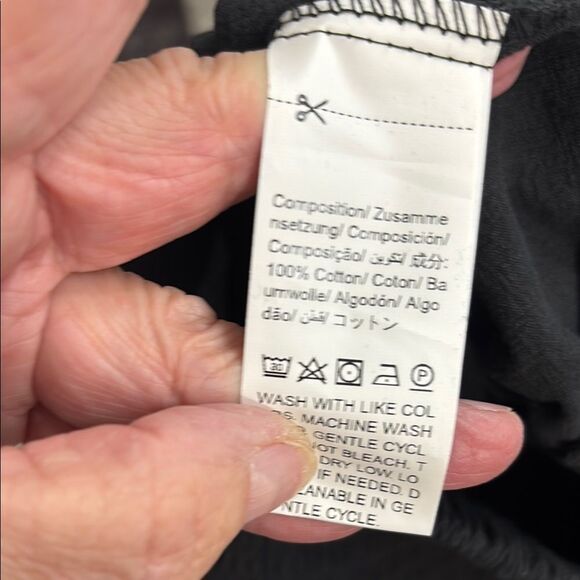 Composition/ Zusamme
nsetzung/ Composición/
Composição/ تكوين/ 成分:
100% Cotton/ Coton/ Ba
umwolle/ Algodón/ Algo
dão/ قطن/ コットン
30 P
WASH WITH LIKE COL
S. MACHINE WASH
GENTLE CYCL
NOT BLEACH. T
DRY LOW. LO
IF NEEDED. D
LEANABLE IN GE
NTLE CYCLE.